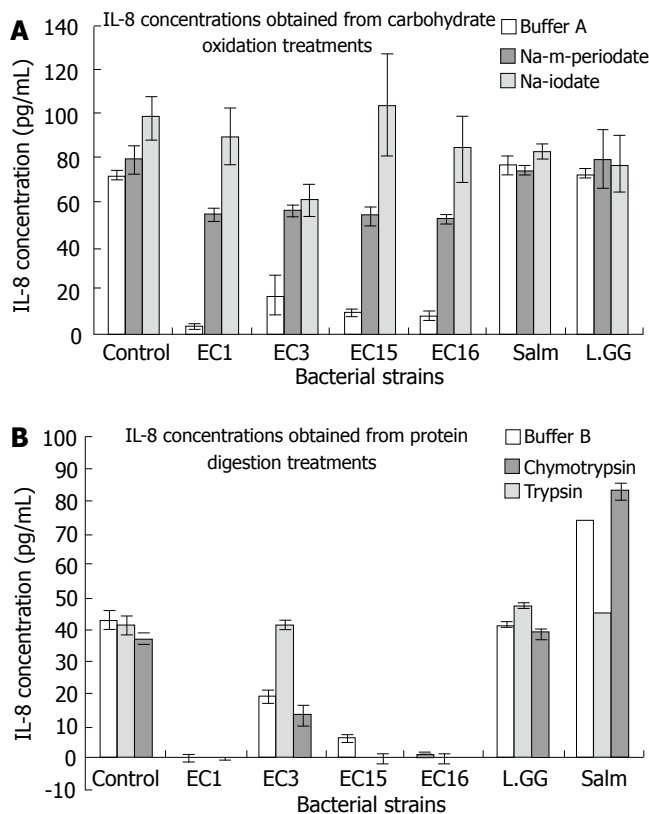 A
IL-8 concentrations obtained from carbohydrate
oxidation treatments
Buffer A
Na-m-periodate
Na-iodate
IL-8 concentration (pg/mL)
140
120
100
80
60
40
20
0
Control EC1 EC3 EC15 EC16 Salm L.GG
Bacterial strains
B
IL-8 concentrations obtained from protein
digestion treatments
Buffer B
Chymotrypsin
Trypsin
IL-8 concentration (pg/mL)
100
90
80
70
60
50
40
30
20
10
0
-10
Control EC1 EC3 EC15 EC16 L.GG Salm
Bacterial strains